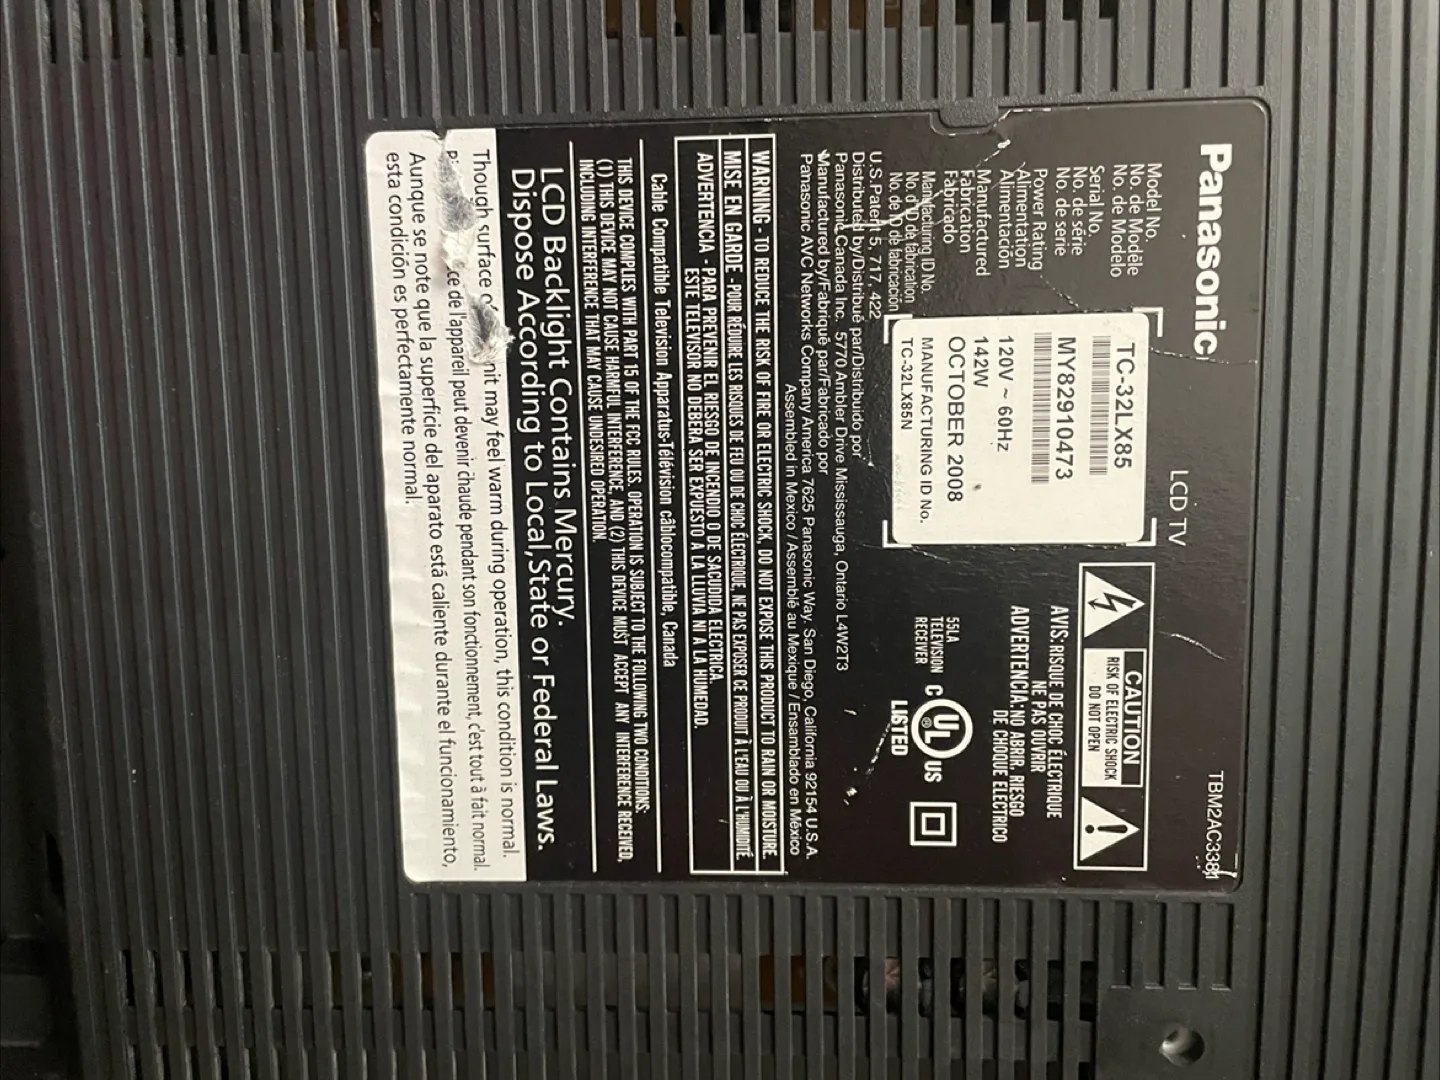 Panasonic
LCD TV
TBM2AC3381
Model No.
No. de Modèle
No. de Modelo
TC-32LX85
Serial No.
No. de série
No. de serie
MY82910473
Power Rating
Alimentation
Alimentación
120V ~ 60Hz
142W
Manufactured
Fabrication
Fabricado
OCTOBER 2008
Manufacturing ID No.
No. d'ID de fabrication
No. de ID de fabricación
MANUFACTURING ID No.
TC-32LX85N
CAUTION
RISK OF ELECTRIC SHOCK
DO NOT OPEN
AVIS: RISQUE DE CHOC ÉLECTRIQUE
NE PAS OUVRIR
ADVERTENCIA: NO ABRIR, RIESGO
DE CHOQUE ELECTRICO
55LA
TELEVISION
RECEIVER
C UL ® US
LISTED
U.S.Patent 5, 717, 422
Distributed by/Distribué par/Distribuido por
Panasonic Canada Inc. 5770 Ambler Drive Mississauga, Ontario L4W2T3
Manufactured by/Fabriqué par/Fabricado por
Panasonic AVC Networks Company America 7625 Panasonic Way, San Diego, California 92154 U.S.A.
Assembled in Mexico / Assemblé au Mexique / Ensamblado en México
WARNING - TO REDUCE THE RISK OF FIRE OR ELECTRIC SHOCK, DO NOT EXPOSE THIS PRODUCT TO RAIN OR MOISTURE.
MISE EN GARDE - POUR RÉDUIRE LES RISQUES DE FEU OU DE CHOC ÉLECTRIQUE, NE PAS EXPOSER CE PRODUIT À L'EAU OU À L'HUMIDITÉ.
ADVERTENCIA - PARA PREVENIR EL RIESGO DE INCENDIO O DE SACUDIDA ELECTRICA,
ESTE TELEVISOR NO DEBERA SER EXPUESTO A LA LLUVIA NI A LA HUMEDAD.
Cable Compatible Television Apparatus-Télévision câblocompatible, Canada
THIS DEVICE COMPLIES WITH PART 15 OF THE FCC RULES. OPERATION IS SUBJECT TO THE FOLLOWING TWO CONDITIONS:
(1) THIS DEVICE MAY NOT CAUSE HARMFUL INTERFERENCE, AND (2) THIS DEVICE MUST ACCEPT ANY INTERFERENCE RECEIVED,
INCLUDING INTERFERENCE THAT MAY CAUSE UNDESIRED OPERATION.
LCD Backlight Contains Mercury.
Dispose According to Local,State or Federal Laws.
Though surface of nit may feel warm during operation, this condition is normal.
ce de l'appareil peut devenir chaude pendant son fonctionnement, c'est tout à fait normal.
Aunque se note que la superficie del aparato está caliente durante el funcionamiento,
esta condición es perfectamente normal.